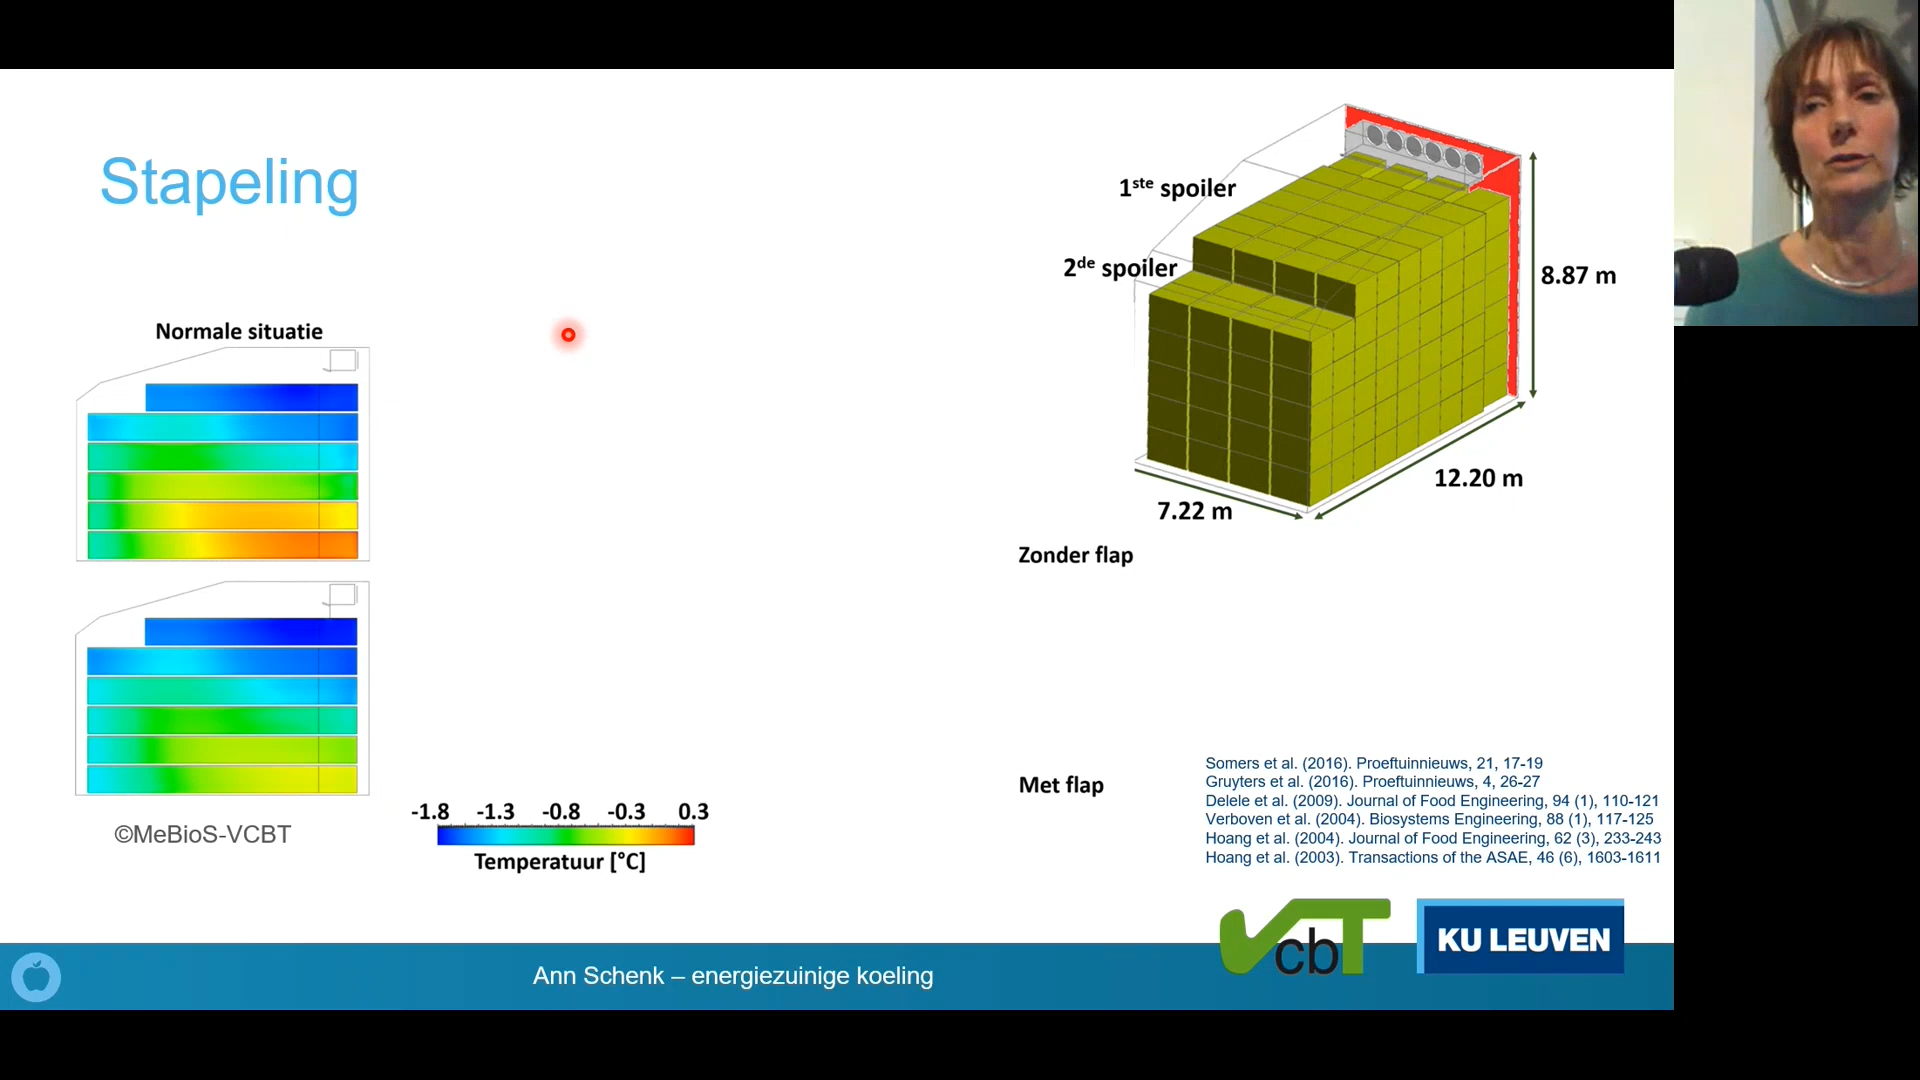 Stapeling
1ste spoiler
2de spoiler
8.87 m
12.20 m
7.22 m
Normale situatie
Zonder flap
Met flap
-1.8 -1.3 -0.8 -0.3 0.3
Temperatuur [°C]
©MeBioS-VCBT
Somers et al. (2016). Proeftuinnieuws, 21, 17-19
Gruyters et al. (2016). Proeftuinnieuws, 4, 26-27
Delele et al. (2009). Journal of Food Engineering, 94 (1), 110-121
Verboven et al. (2004). Biosystems Engineering, 88 (1), 117-125
Hoang et al. (2004). Journal of Food Engineering, 62 (3), 233-243
Hoang et al. (2003). Transactions of the ASAE, 46 (6), 1603-1611
vcbt
KU LEUVEN
Ann Schenk – energiezuinige koeling